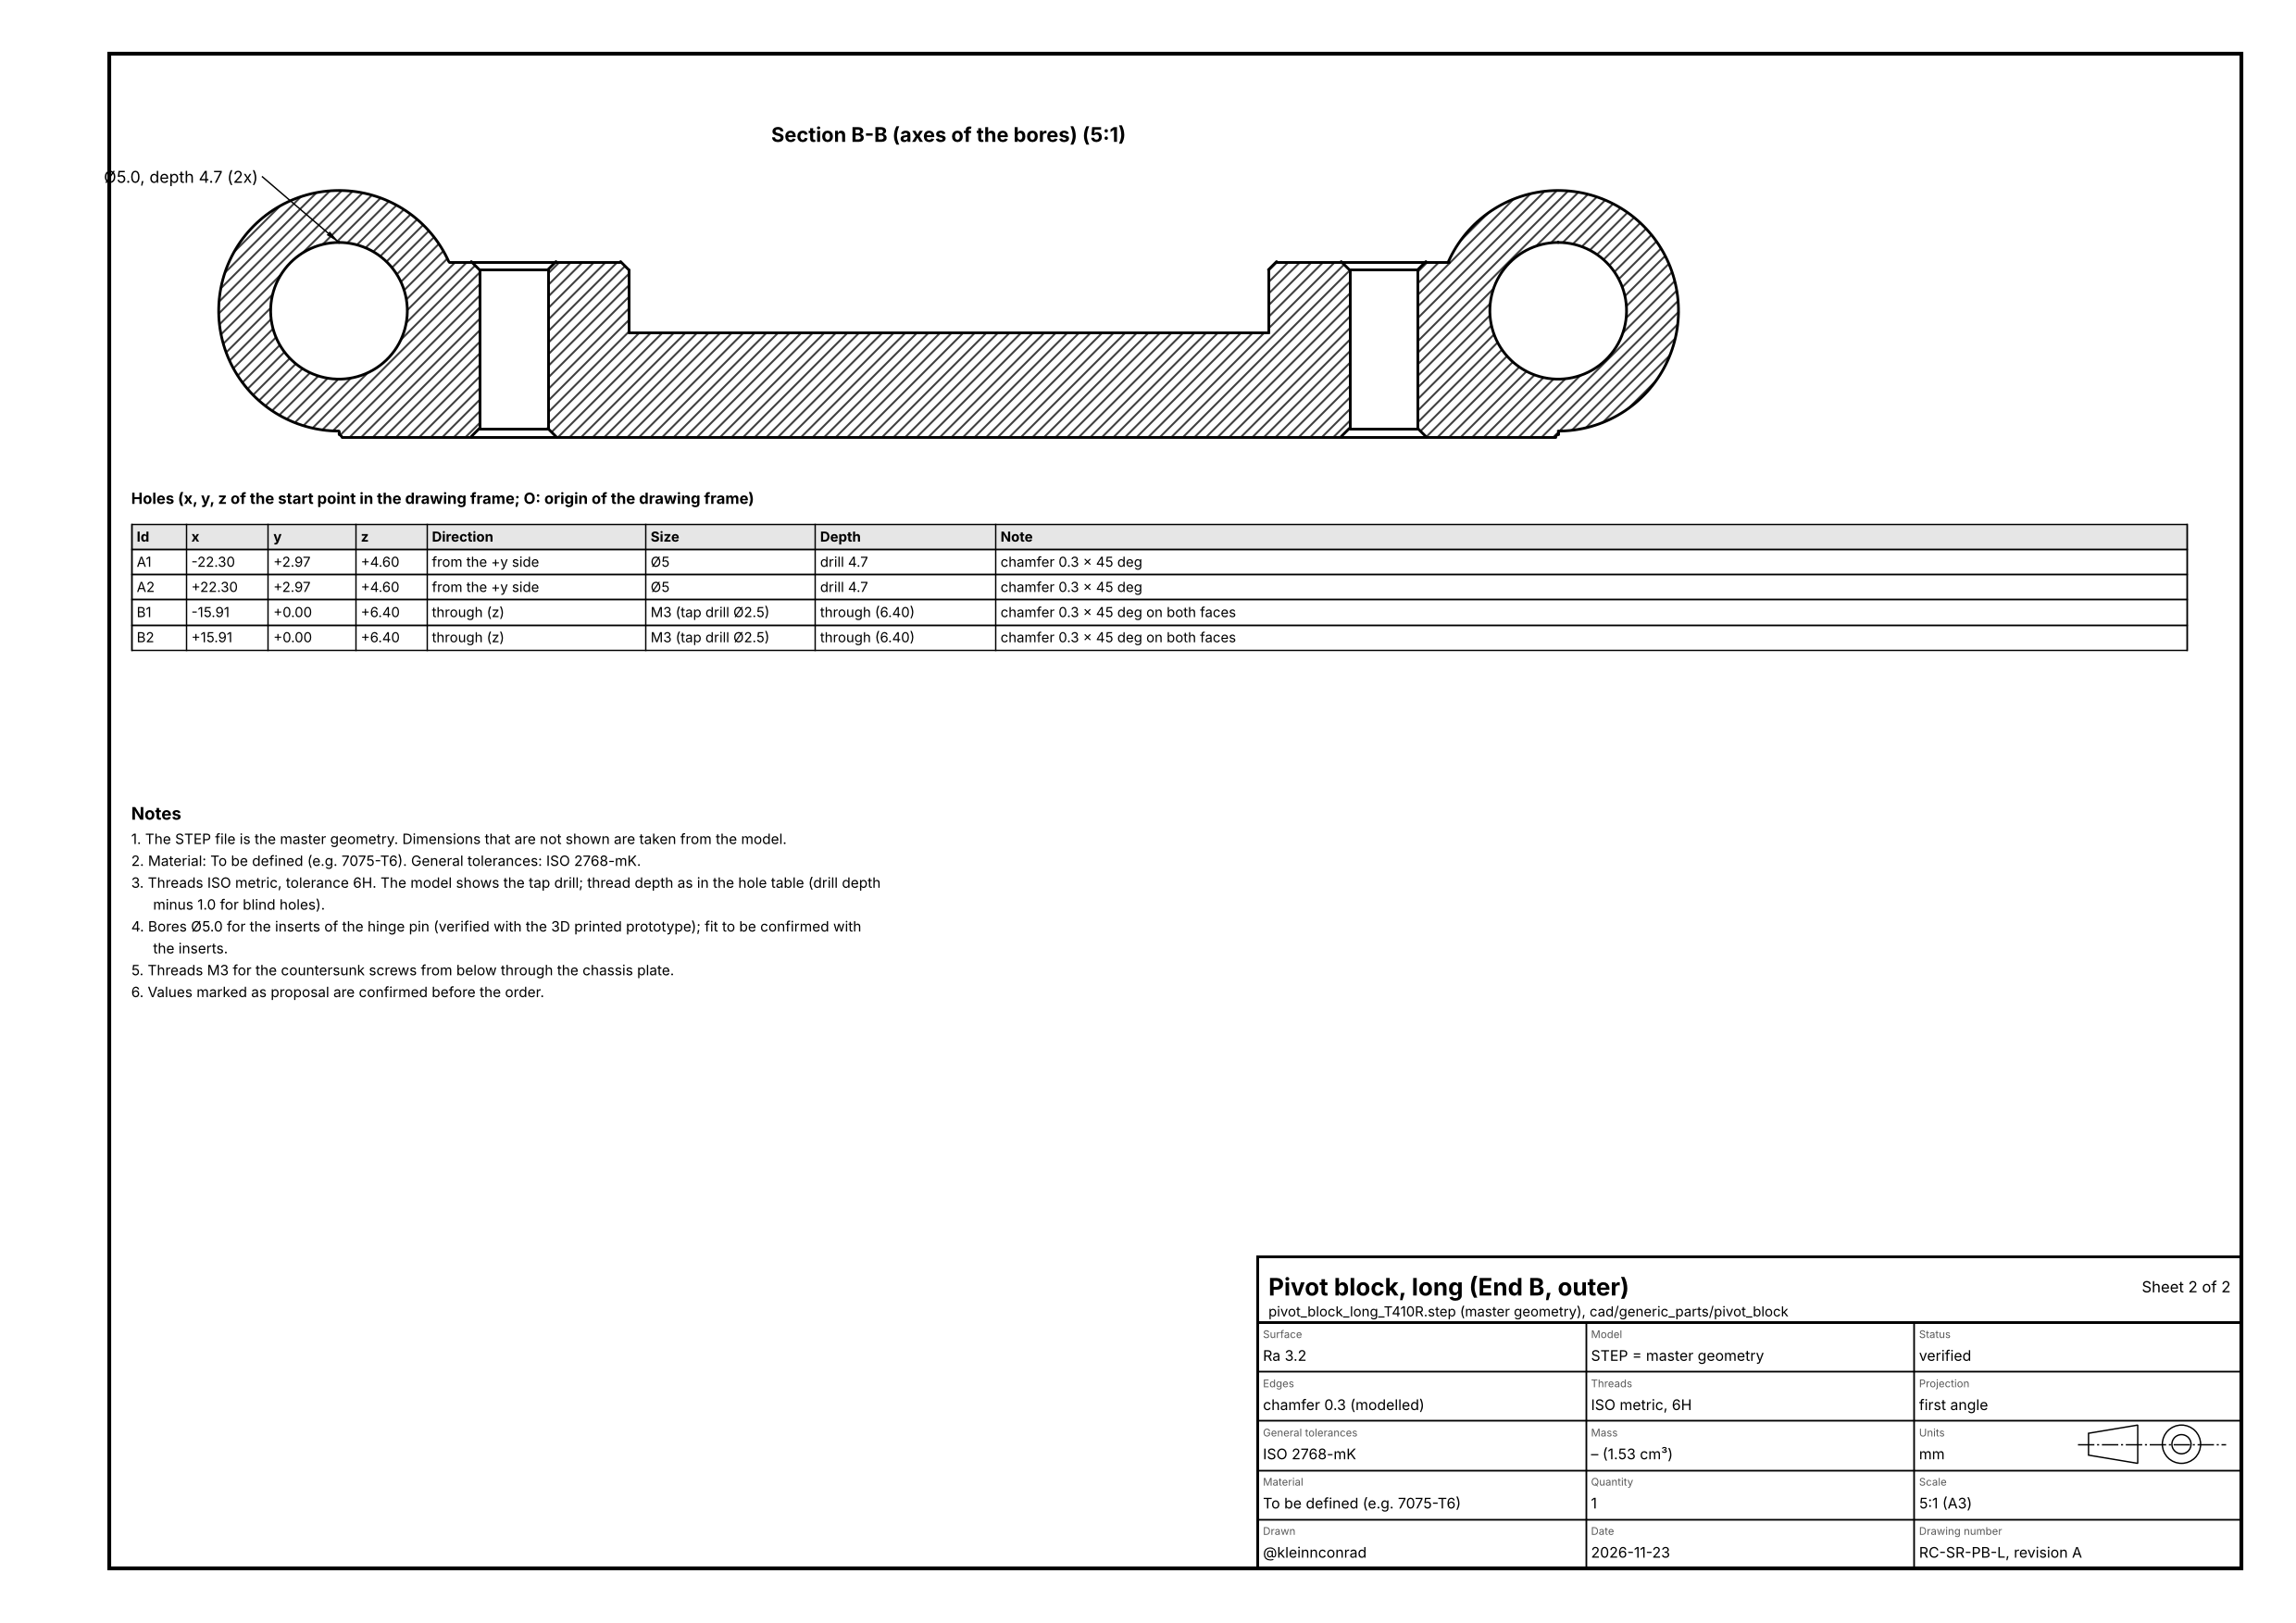 Section B-B (axes of the bores) (5:1)
Ø5.0, depth 4.7 (2x)
Holes (x, y, z of the start point in the drawing frame; O: origin of the drawing frame)
Id x y z Direction Size Depth Note
A1 -22.30 +2.97 +4.60 from the +y side Ø5 drill 4.7 chamfer 0.3 × 45 deg
A2 +22.30 +2.97 +4.60 from the +y side Ø5 drill 4.7 chamfer 0.3 × 45 deg
B1 -15.91 +0.00 +6.40 through (z) M3 (tap drill Ø2.5) through (6.40) chamfer 0.3 × 45 deg on both faces
B2 +15.91 +0.00 +6.40 through (z) M3 (tap drill Ø2.5) through (6.40) chamfer 0.3 × 45 deg on both faces
Notes
1. The STEP file is the master geometry. Dimensions that are not shown are taken from the model.
2. Material: To be defined (e.g. 7075-T6). General tolerances: ISO 2768-mK.
3. Threads ISO metric, tolerance 6H. The model shows the tap drill; thread depth as in the hole table (drill depth
minus 1.0 for blind holes).
4. Bores Ø5.0 for the inserts of the hinge pin (verified with the 3D printed prototype); fit to be confirmed with
the inserts.
5. Threads M3 for the countersunk screws from below through the chassis plate.
6. Values marked as proposal are confirmed before the order.
Pivot block, long (End B, outer) Sheet 2 of 2
pivot_block_long_T410R.step (master geometry), cad/generic_parts/pivot_block
Surface Model Status
Ra 3.2 STEP = master geometry verified
Edges Threads Projection
chamfer 0.3 (modelled) ISO metric, 6H first angle
General tolerances Mass Units
ISO 2768-mK – (1.53 cm³) mm
Material Quantity Scale
To be defined (e.g. 7075-T6) 1 5:1 (A3)
Drawn Date Drawing number
@kleinnconrad 2026-11-23 RC-SR-PB-L, revision A